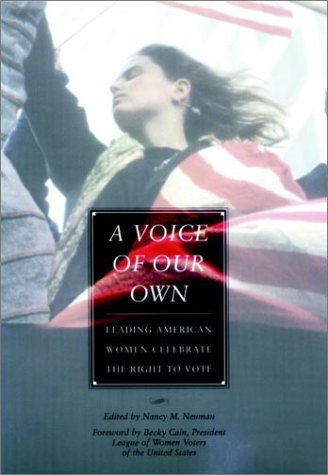 A VOICE
OF OUR
OWN
LEADING AMERICAN
WOMEN CELEBRATE
THE RIGHT TO VOTE
Edited by Nancy M. Neuman
Foreword by Becky Cain, President
League of Women Voters
of the United States